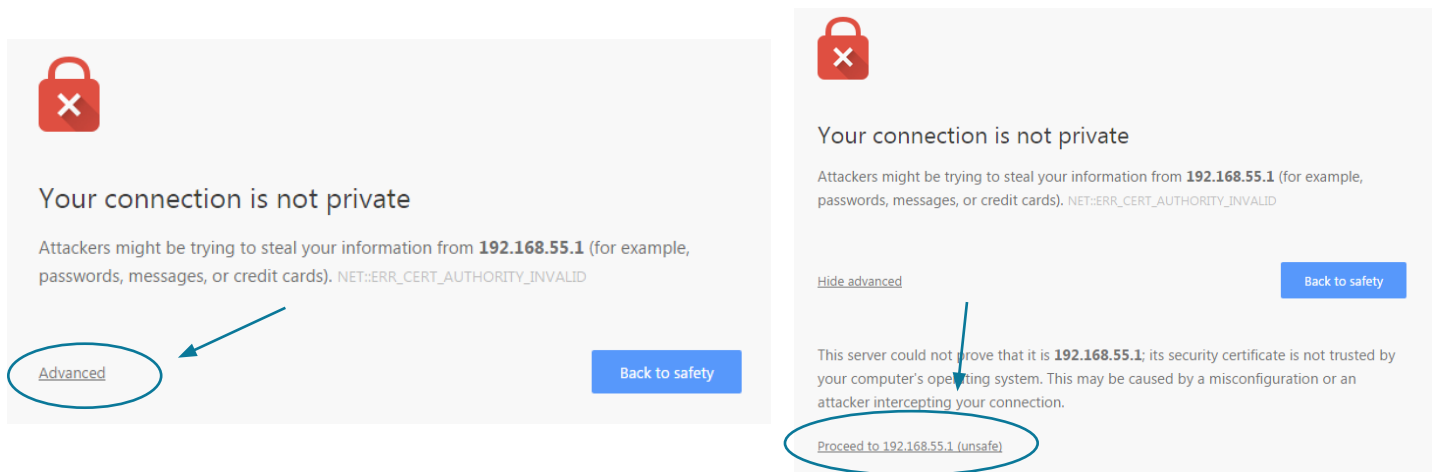 Your connection is not private
Attackers might be trying to steal your information from 192.168.55.1 (for example,
passwords, messages, or credit cards). NET::ERR_CERT_AUTHORITY_INVALID
Advanced
Back to safety
Your connection is not private
Attackers might be trying to steal your information from 192.168.55.1 (for example,
passwords, messages, or credit cards). NET::ERR_CERT_AUTHORITY_INVALID
Hide advanced
Back to safety
This server could not prove that it is 192.168.55.1; its security certificate is not trusted by
your computer's operating system. This may be caused by a misconfiguration or an
attacker intercepting your connection.
Proceed to 192.168.55.1 (unsafe)